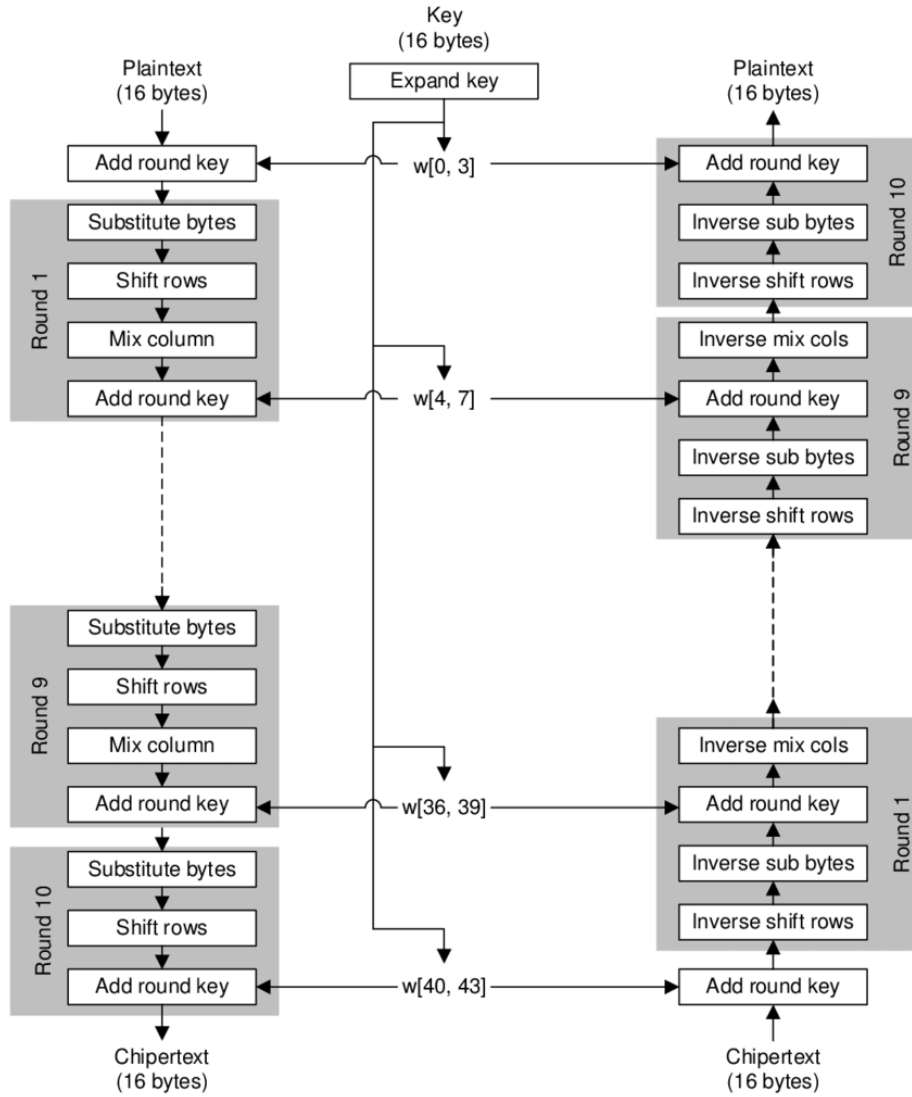 Key
(16 bytes)
Expand key
Plaintext
(16 bytes)
Add round key
Round 1
Substitute bytes
Shift rows
Mix column
Add round key
Round 9
Substitute bytes
Shift rows
Mix column
Add round key
Round 10
Substitute bytes
Shift rows
Add round key
Chipertext
(16 bytes)
w[0, 3]
w[4, 7]
w[36, 39]
w[40, 43]
Plaintext
(16 bytes)
Add round key
Inverse sub bytes
Inverse shift rows
Round 10
Inverse mix cols
Add round key
Inverse sub bytes
Inverse shift rows
Round 9
Inverse mix cols
Add round key
Inverse sub bytes
Inverse shift rows
Round 1
Add round key
Chipertext
(16 bytes)